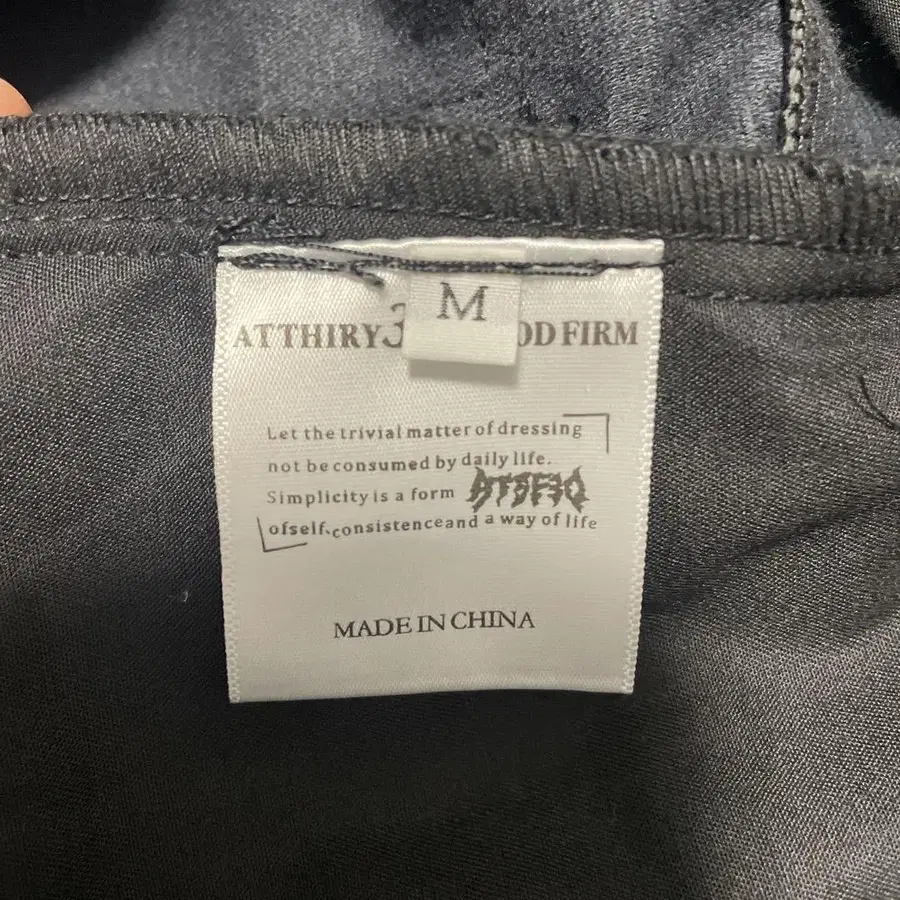 M
ATTHIRY3 OD FIRM
Let the trivial matter of dressing
not be consumed by daily life.
Simplicity is a form
ofself.consistenceand a way of life
MADE IN CHINA